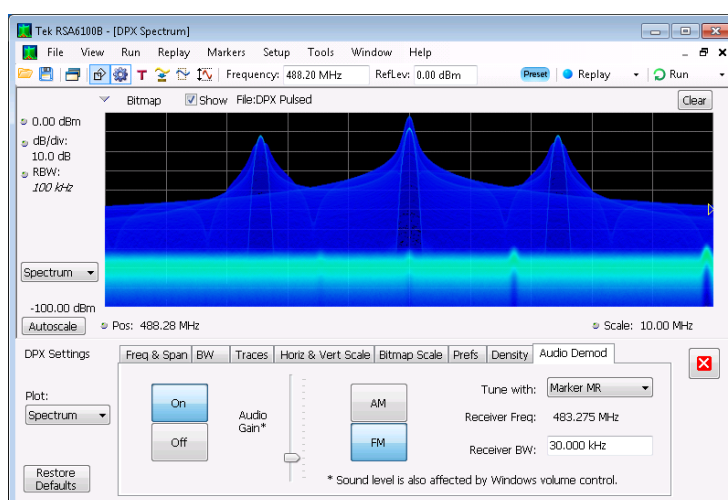 Tek RSA6100B - [DPX Spectrum]
File View Run Replay Markers Setup Tools Window Help
T Frequency: 488.20 MHz RefLev: 0.00 dBm Preset Replay Run
Bitmap Show File:DPX Pulsed Clear
0.00 dBm
dB/div:
10.0 dB
RBW:
100 kHz
Spectrum
-100.00 dBm
Autoscale Pos: 488.28 MHz Scale: 10.00 MHz
DPX Settings Freq & Span BW Traces Horiz & Vert Scale Bitmap Scale Prefs Density Audio Demod
Plot:
Spectrum
Restore
Defaults
On
Off
Audio
Gain*
AM
FM
Tune with: Marker MR
Receiver Freq: 483.275 MHz
Receiver BW: 30.000 kHz
* Sound level is also affected by Windows volume control.